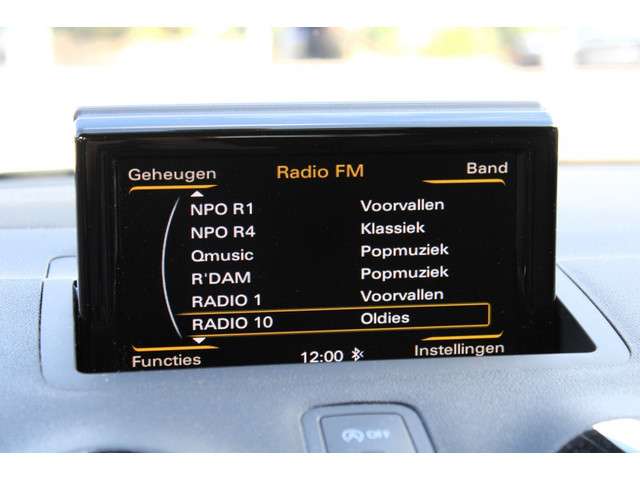 Geheugen Radio FM Band
NPO R1 Voorvallen
NPO R4 Klassiek
Qmusic Popmuziek
R'DAM Popmuziek
RADIO 1 Voorvallen
RADIO 10 Oldies
Functies 12:00 Instellingen
OFF